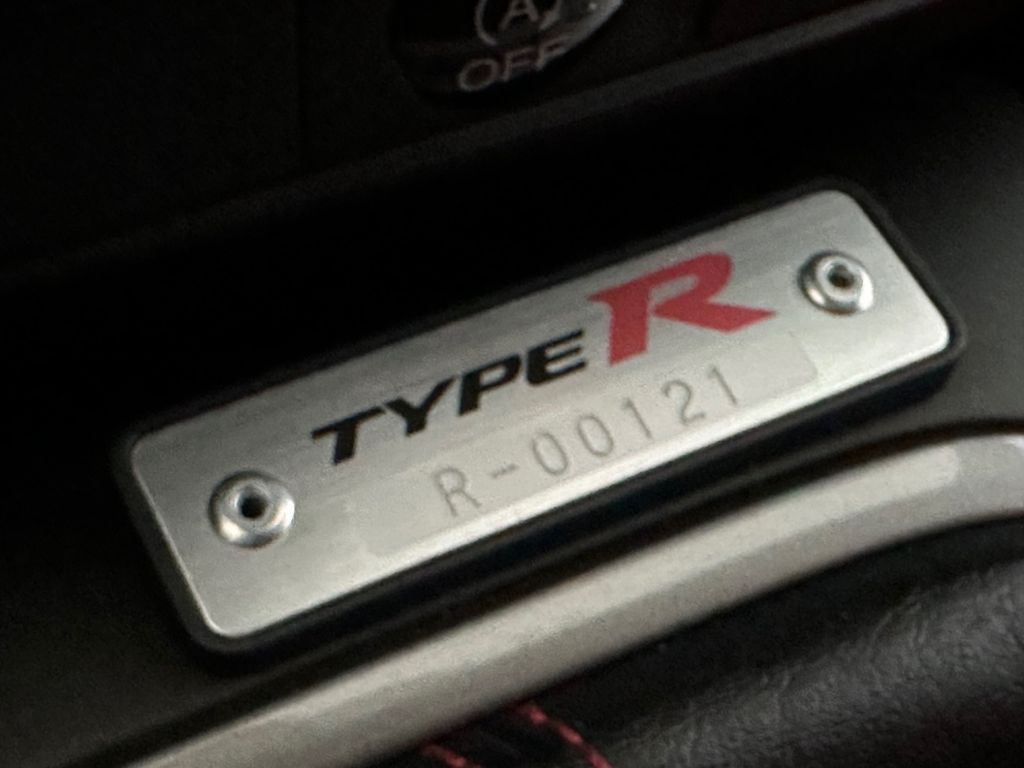 A
OFF
TYPE R
R-00121